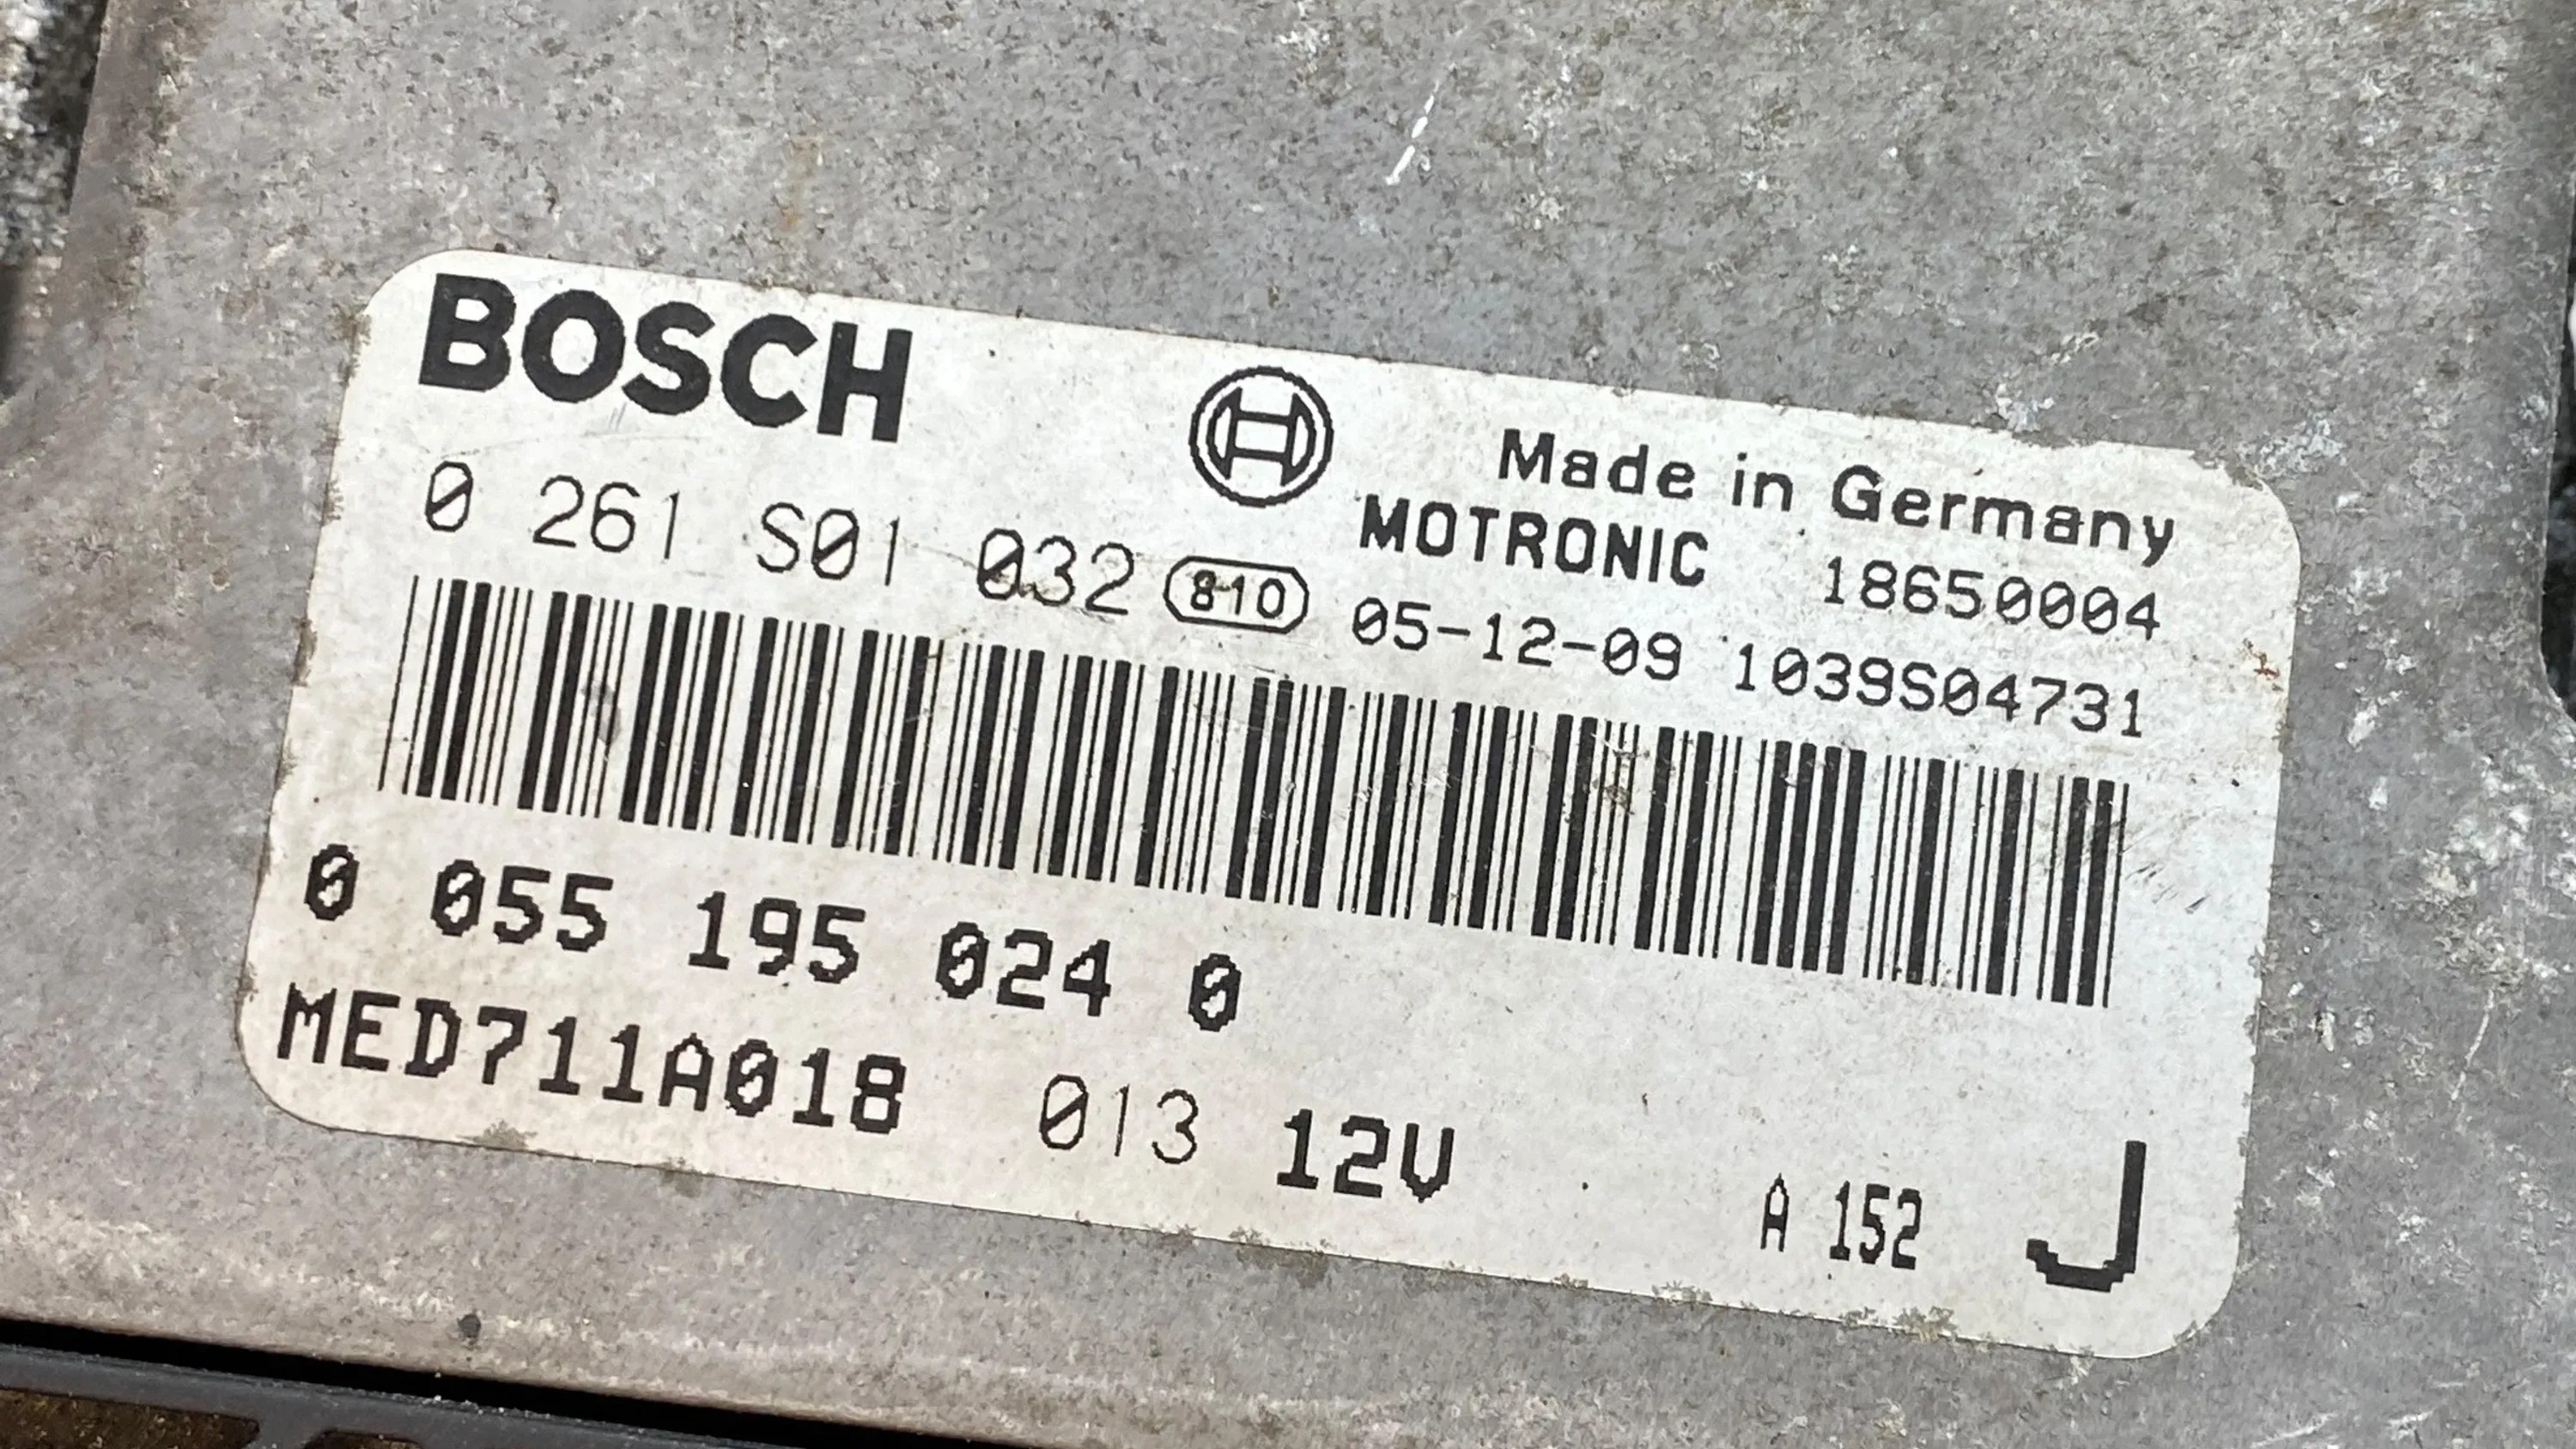 BOSCH
Made in Germany
0 261 S01 032 810 MOTRONIC 18650004
05-12-09 1039S04731
0 055 195 024 0
MED711A018 013 12V A 152 J